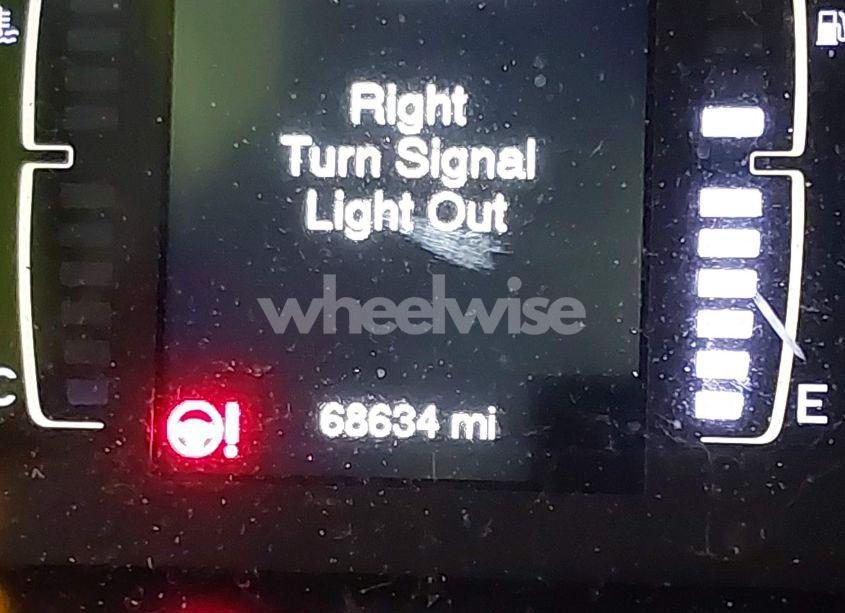 Right
Turn Signal
Light Out
wheelwise
68634 mi
C
E